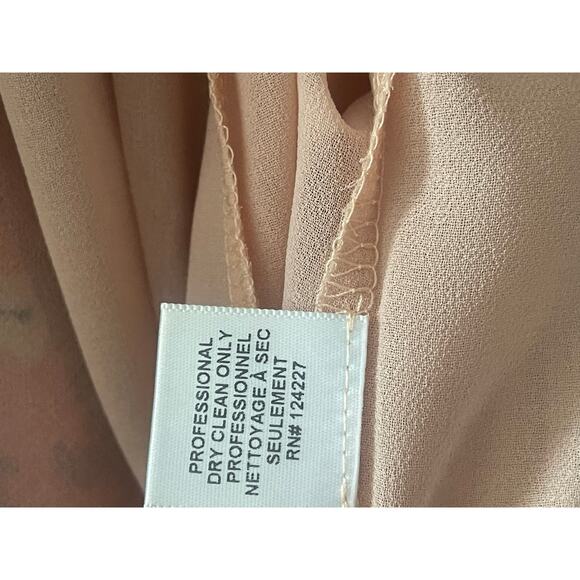 PROFESSIONAL
DRY CLEAN ONLY
PROFESSIONNEL
NETTOYAGE À SEC
SEULEMENT
RN# 124227